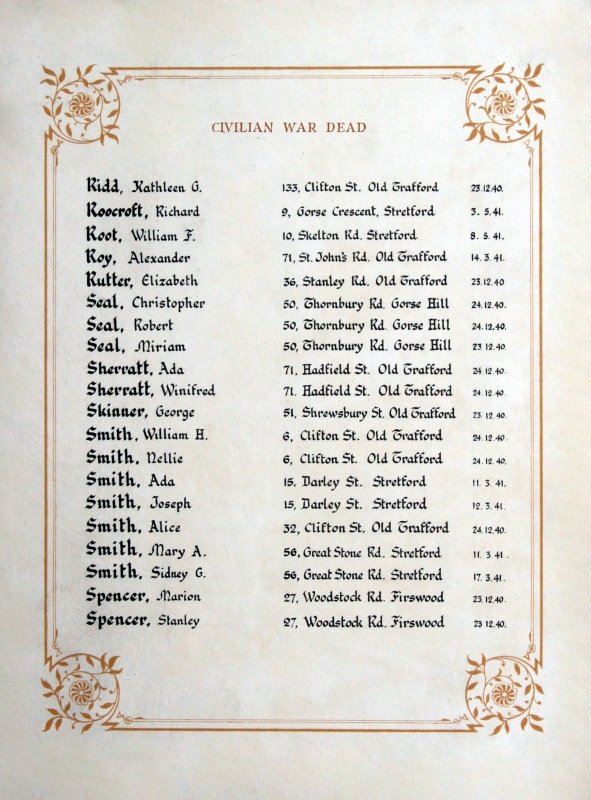 CIVILIAN WAR DEAD
Ridd, Kathleen G. 133, Clifton St. Old Trafford 23.12.40.
Roocroft, Richard 9, Gorse Crescent, Stretford 3. 5. 41.
Root, William F. 10, Skelton Rd. Stretford 8. 5. 41.
Roy, Alexander 71, St. John's Rd. Old Trafford 14. 3. 41.
Rutter, Elizabeth 36, Stanley Rd. Old Trafford 23.12.40
Seal, Christopher 50, Thornbury Rd. Gorse Hill 24.12.40.
Seal, Robert 50, Thornbury Rd. Gorse Hill 24.12.40.
Seal, Miriam 50, Thornbury Rd. Gorse Hill 23 12.40.
Sherratt, Ada 71, Hadfield St. Old Trafford 24.12.40.
Sherratt, Winifred 71. Hadfield St. Old Trafford 24.12.40.
Skinner, George 51, Shrewsbury St. Old Trafford 23.12.40.
Smith, William H. 6, Clifton St. Old Trafford 24.12.40.
Smith, Nellie 6, Clifton St. Old Trafford 24.12.40.
Smith, Ada 15, Darley St. Stretford 11. 3. 41.
Smith, Joseph 15, Darley St. Stretford 12. 3. 41.
Smith, Alice 32, Clifton St. Old Trafford 24.12.40.
Smith, Mary A. 56, Great Stone Rd. Stretford 11. 3 41.
Smith, Sidney G. 56, Great Stone Rd. Stretford 17. 3. 41.
Spencer, Marion 27, Woodstock Rd. Firswood 23.12.40.
Spencer, Stanley 27, Woodstock Rd. Firswood 23 12.40.